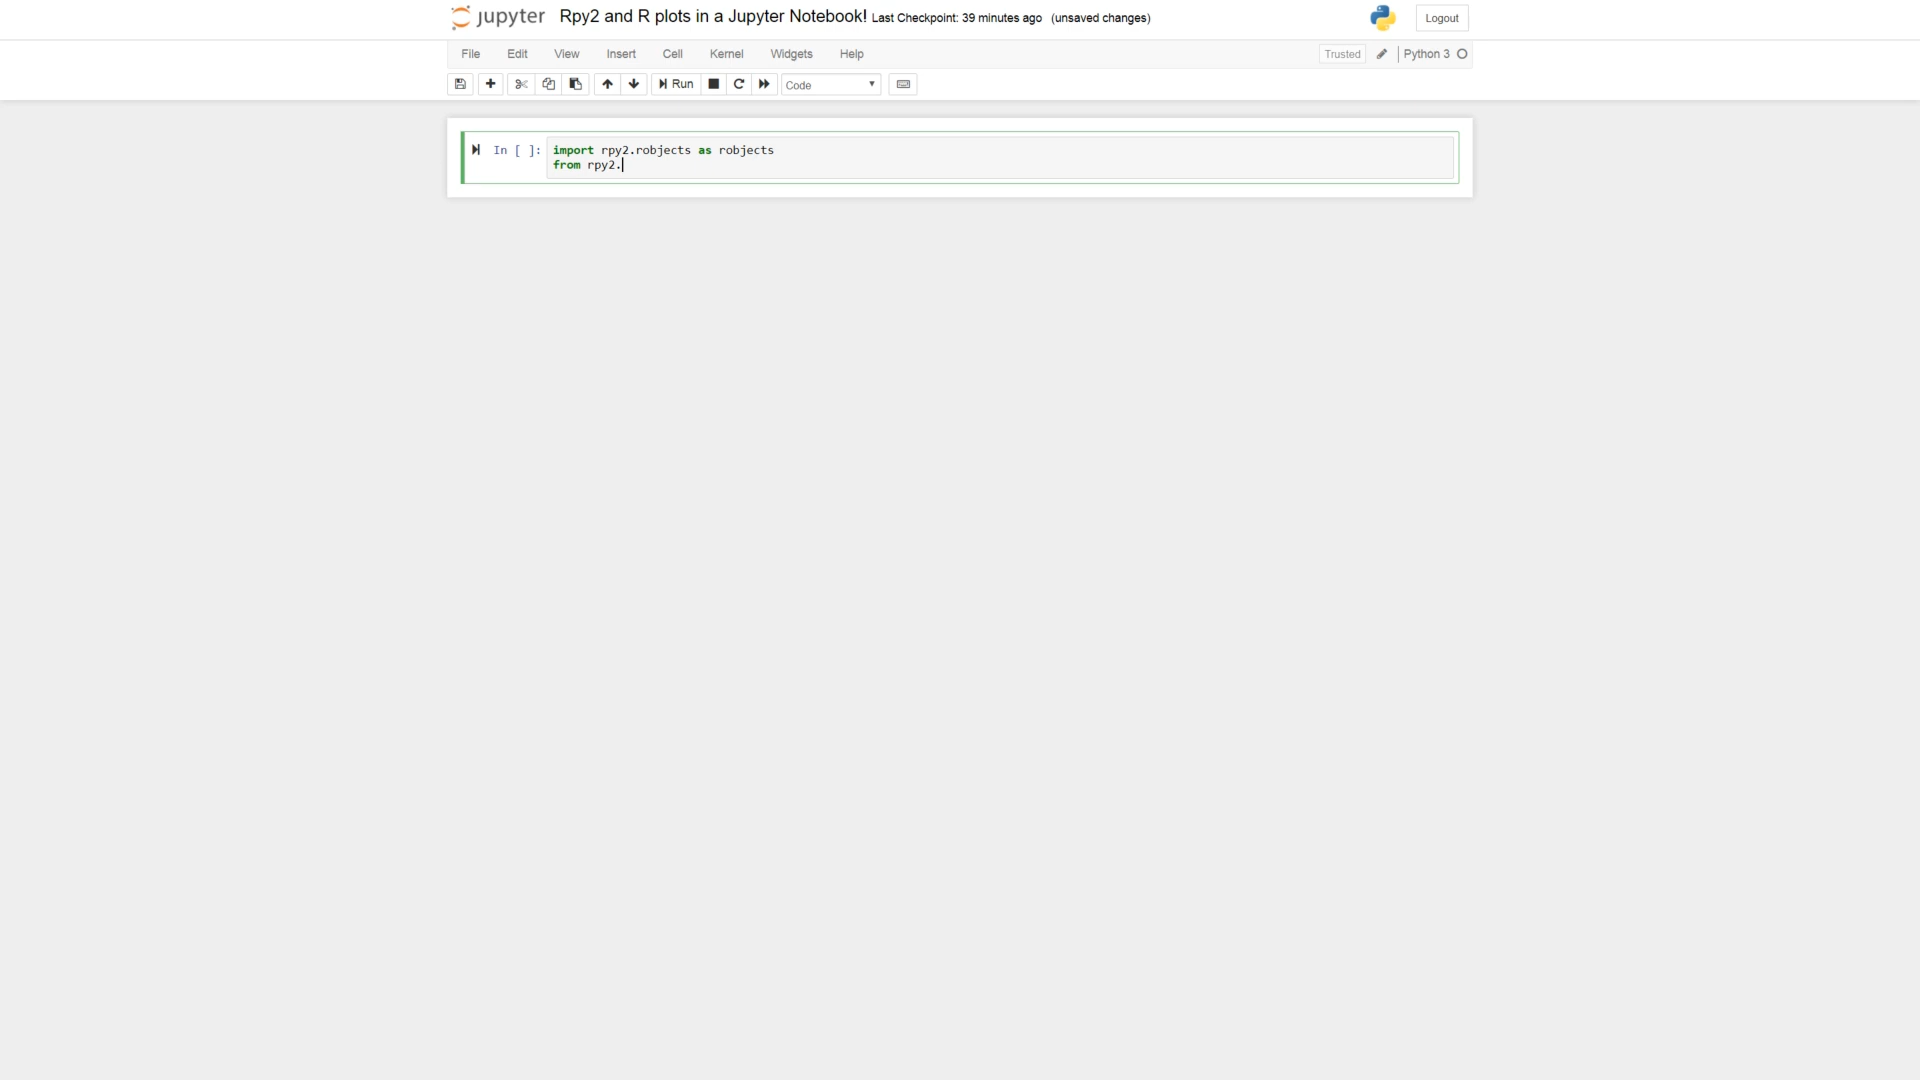 jupyter Rpy2 and R plots in a Jupyter Notebook! Last Checkpoint: 39 minutes ago (unsaved changes) Logout
File Edit View Insert Cell Kernel Widgets Help Trusted Python 3
Run Code
In [ ]: import rpy2.robjects as robjects
from rpy2.